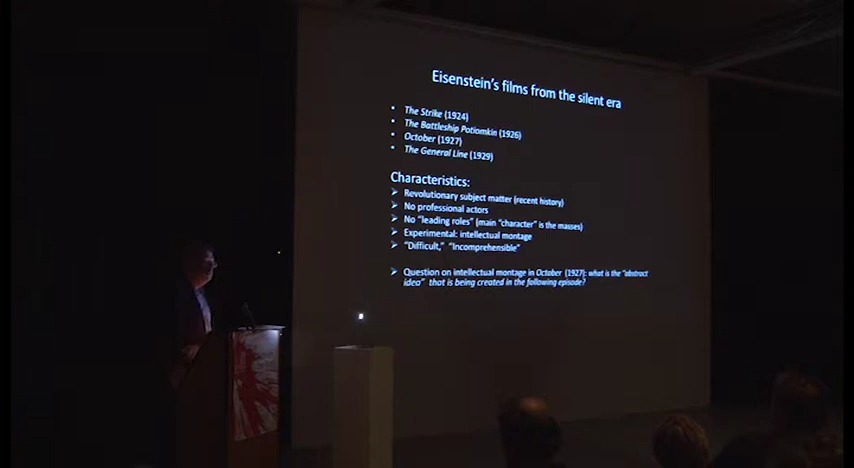 Eisenstein's films from the silent era
• The Strike (1924)
• The Battleship Potiomkin (1926)
• October (1927)
• The General Line (1929)
Characteristics:
➢ Revolutionary subject matter (recent history)
➢ No professional actors
➢ No "leading roles" (main "character" is the masses)
➢ Experimental: intellectual montage
➢ "Difficult," "Incomprehensible"
➢ Question on intellectual montage in October (1927): what is the "abstract
idea" that is being created in the following episode?